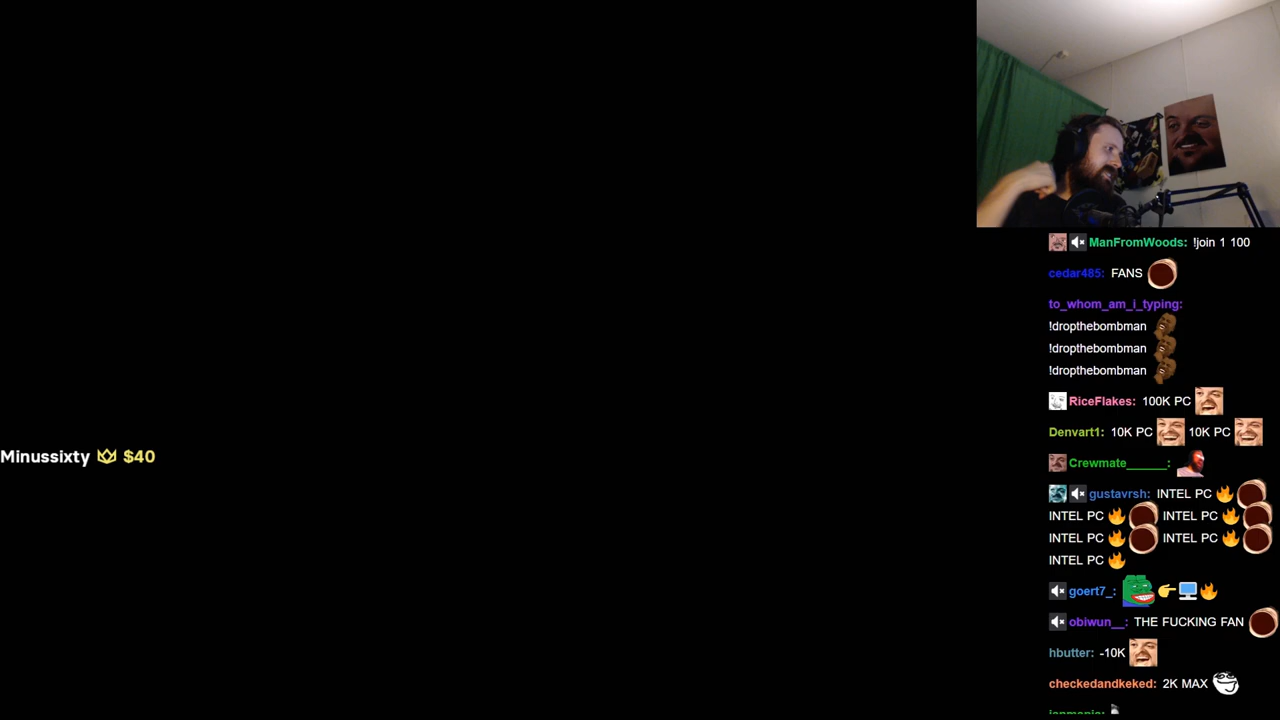 ManFromWoods: !join 1 100
cedar485: FANS
to_whom_am_i_typing:
!dropthebombman
!dropthebombman
!dropthebombman
RiceFlakes: 100K PC
Denvart1: 10K PC 10K PC
Crewmate______:
gustavrsh: INTEL PC
INTEL PC INTEL PC
INTEL PC INTEL PC
INTEL PC
goert7_:
obiwun__: THE FUCKING FAN
hbutter: -10K
checkedandkeked: 2K MAX
Minussixty $40